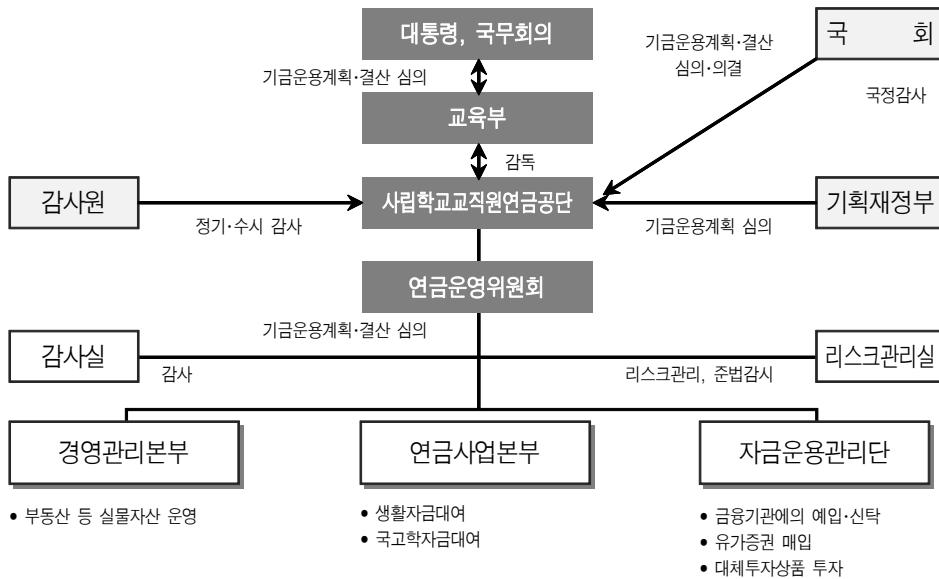 대통령, 국무회의
기금운용계획·결산 심의
기금운용계획·결산
심의·의결
국 회
국정감사
교육부
감독
감사원
정기·수시 감사
사립학교교직원연금공단
기획재정부
기금운용계획 심의
연금운영위원회
기금운용계획·결산 심의
감사실
감사
리스크관리실
리스크관리, 준법감시
경영관리본부
• 부동산 등 실물자산 운영
연금사업본부
• 생활자금대여
• 국고학자금대여
자금운용관리단
• 금융기관에의 예입·신탁
• 유가증권 매입
• 대체투자상품 투자